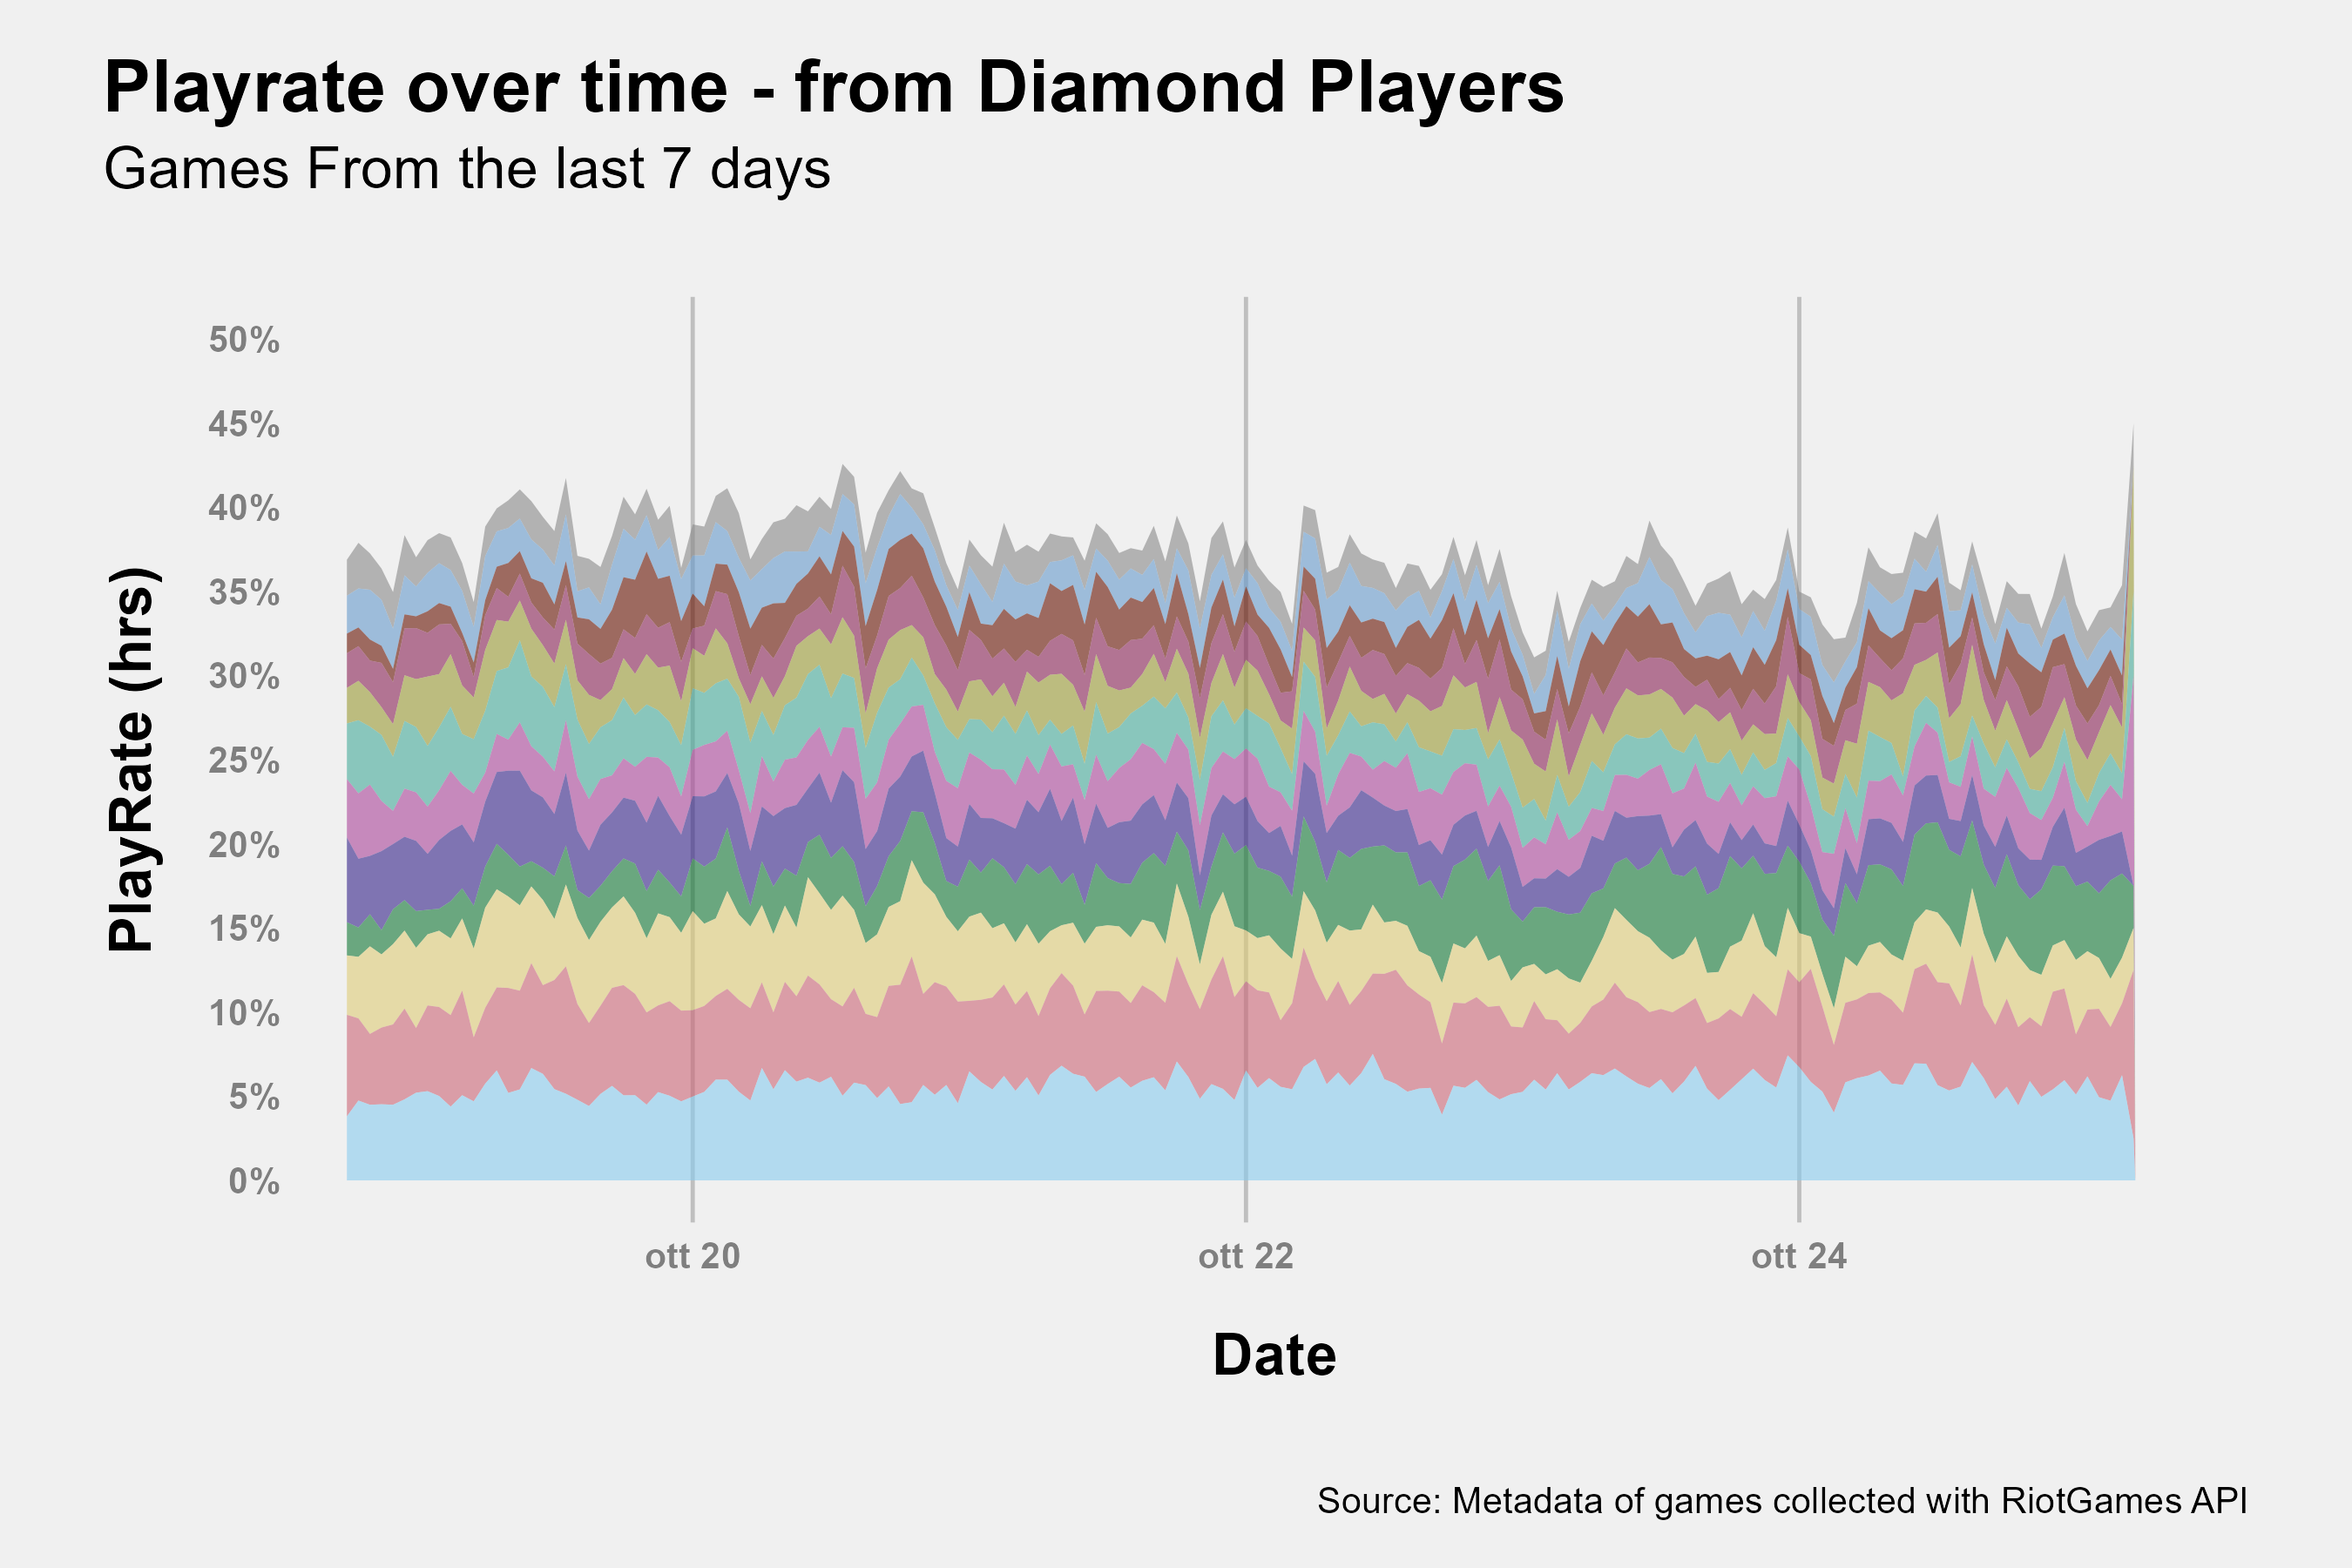 Playrate over time - from Diamond Players
Games From the last 7 days
PlayRate (hrs)
50%
45%
40%
35%
30%
25%
20%
15%
10%
5%
0%
ott 20
ott 22
ott 24
Date
Source: Metadata of games collected with RiotGames API